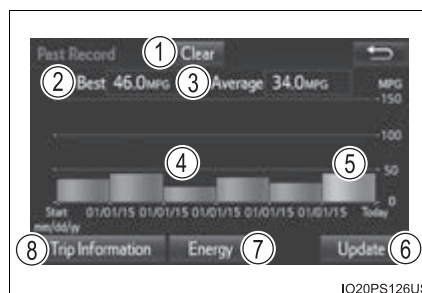 Past Record 1 Clear
2 Best 46.0MPG 3 Average 34.0MPG MPG
150
100
4 5 50
0
Start 01/01/15 01/01/15 01/01/15 01/01/15 01/01/15 Today
mm/dd/yy
8 Trip Information Energy 7 Update 6
IO20PS126US